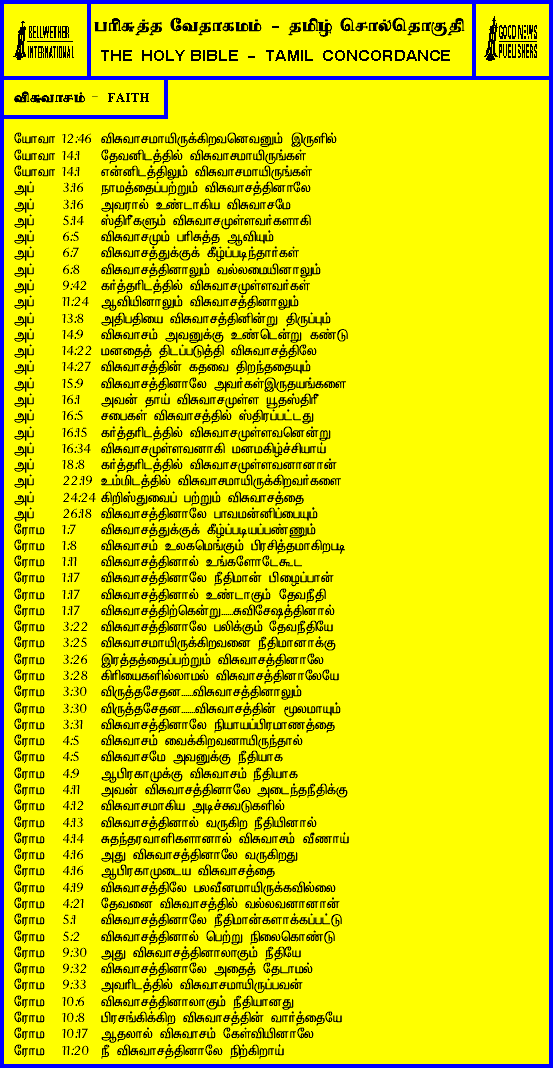 BELLWETHER INTERNATIONAL
பரிசுத்த வேதாகமம் - தமிழ் சொல்தொகுதி
THE HOLY BIBLE - TAMIL CONCORDANCE
GOOD NEWS PUBLISHERS
விசுவாசம் - FAITH
யோவா 12:46 விசுவாசமாயிருக்கிறவனெவனும் இருளில்
யோவா 14:1 தேவனிடத்தில் விசுவாசமாயிருங்கள்
யோவா 14:1 என்னிடத்திலும் விசுவாசமாயிருங்கள்
அப் 3:16 நாமத்தைப்பற்றும் விசுவாசத்தினாலே
அப் 3:16 அவரால் உண்டாகிய விசுவாசமே
அப் 5:14 ஸ்திரீகளும் விசுவாசமுள்ளவர்களாகி
அப் 6:5 விசுவாசமும் பரிசுத்த ஆவியும்
அப் 6:7 விசுவாசத்துக்குக் கீழ்ப்படிந்தார்கள்
அப் 6:8 விசுவாசத்தினாலும் வல்லமையினாலும்
அப் 9:42 கர்த்தரிடத்தில் விசுவாசமுள்ளவர்கள்
அப் 11:24 ஆவியினாலும் விசுவாசத்தினாலும்
அப் 13:8 அதிபதியை விசுவாசத்தினின்று திருப்பும்
அப் 14:9 விசுவாசம் அவனுக்கு உண்டென்று கண்டு
அப் 14:22 மனதைத் திடப்படுத்தி விசுவாசத்திலே
அப் 14:27 விசுவாசத்தின் கதவை திறந்ததையும்
அப் 15:9 விசுவாசத்தினாலே அவர்கள்இருதயங்களை
அப் 16:1 அவன் தாய் விசுவாசமுள்ள யூதஸ்திரீ
அப் 16:5 சபைகள் விசுவாசத்தில் ஸ்திரப்பட்டது
அப் 16:15 கர்த்தரிடத்தில் விசுவாசமுள்ளவனென்று
அப் 16:34 விசுவாசமுள்ளவனாகி மனமகிழ்ச்சியாய்
அப் 18:8 கர்த்தரிடத்தில் விசுவாசமுள்ளவனானான்
அப் 22:19 உம்மிடத்தில் விசுவாசமாயிருக்கிறவர்களை
அப் 24:24 கிறிஸ்துவைப் பற்றும் விசுவாசத்தை
அப் 26:18 விசுவாசத்தினாலே பாவமன்னிப்பையும்
ரோம 1:7 விசுவாசத்துக்குக் கீழ்ப்படியப்பண்ணும்
ரோம 1:8 விசுவாசம் உலகமெங்கும் பிரசித்தமாகிறபடி
ரோம 1:11 விசுவாசத்தினால் உங்களோடேகூட
ரோம 1:17 விசுவாசத்தினாலே நீதிமான் பிழைப்பான்
ரோம 1:17 விசுவாசத்தினால் உண்டாகும் தேவநீதி
ரோம 1:17 விசுவாசத்திற்கென்று......சுவிசேஷத்தினால்
ரோம 3:22 விசுவாசத்தினாலே பலிக்கும் தேவநீதியே
ரோம 3:25 விசுவாசமாயிருக்கிறவனை நீதிமானாக்கு
ரோம 3:26 இரத்தத்தைப்பற்றும் விசுவாசத்தினாலே
ரோம 3:28 கிரியைகளில்லாமல் விசுவாசத்தினாலேயே
ரோம 3:30 விருத்தசேதன......விசுவாசத்தினாலும்
ரோம 3:30 விருத்தசேதன.......விசுவாசத்தின் மூலமாயும்
ரோம 3:31 விசுவாசத்தினாலே நியாயப்பிரமாணத்தை
ரோம 4:5 விசுவாசம் வைக்கிறவனாயிருந்தால்
ரோம 4:5 விசுவாசமே அவனுக்கு நீதியாக
ரோம 4:9 ஆபிரகாமுக்கு விசுவாசம் நீதியாக
ரோம 4:11 அவன் விசுவாசத்தினாலே அடைந்தநீதிக்கு
ரோம 4:12 விசுவாசமாகிய அடிச்சுவடுகளில்
ரோம 4:13 விசுவாசத்தினால் வருகிற நீதியினால்
ரோம 4:14 சுதந்தரவாளிகளானால் விசுவாசம் வீணாய்
ரோம 4:16 அது விசுவாசத்தினாலே வருகிறது
ரோம 4:16 ஆபிரகாமுடைய விசுவாசத்தை
ரோம 4:19 விசுவாசத்திலே பலவீனமாயிருக்கவில்லை
ரோம 4:21 தேவனை விசுவாசத்தில் வல்லவனானான்
ரோம 5:1 விசுவாசத்தினாலே நீதிமான்களாக்கப்பட்டு
ரோம 5:2 விசுவாசத்தினால் பெற்று நிலைகொண்டு
ரோம 9:30 அது விசுவாசத்தினாலாகும் நீதியே
ரோம 9:32 விசுவாசத்தினாலே அதைத் தேடாமல்
ரோம 9:33 அவரிடத்தில் விசுவாசமாயிருப்பவன்
ரோம 10:6 விசுவாசத்தினாலாகும் நீதியானது
ரோம 10:8 பிரசங்கிக்கிற விசுவாசத்தின் வார்த்தையே
ரோம 10:17 ஆதலால் விசுவாசம் கேள்வியினாலே
ரோம 11:20 நீ விசுவாசத்தினாலே நிற்கிறாய்